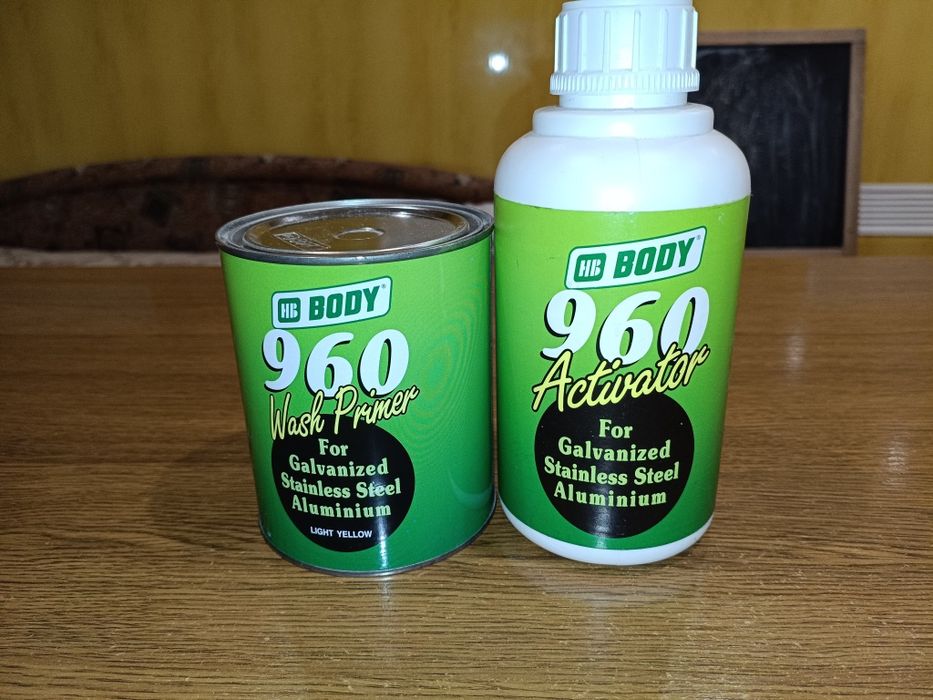 HB BODY®
960
Wash Primer
For
Galvanized
Stainless Steel
Aluminium
LIGHT YELLOW
HB BODY®
960
Activator
For
Galvanized
Stainless Steel
Aluminium